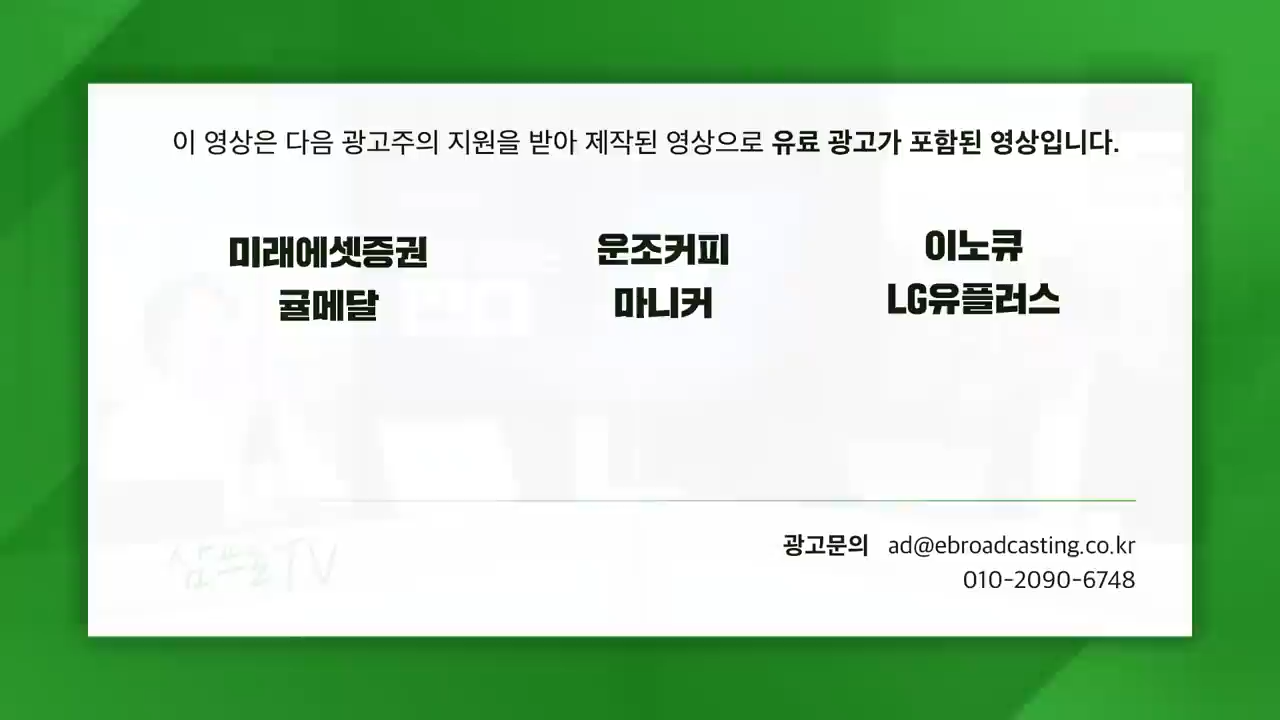 이 영상은 다음 광고주의 지원을 받아 제작된 영상으로 유료 광고가 포함된 영상입니다.
미래에셋증권 운조커피 이노큐
귤메달 마니커 LG유플러스
광고문의 ad@ebroadcasting.co.kr
010-2090-6748